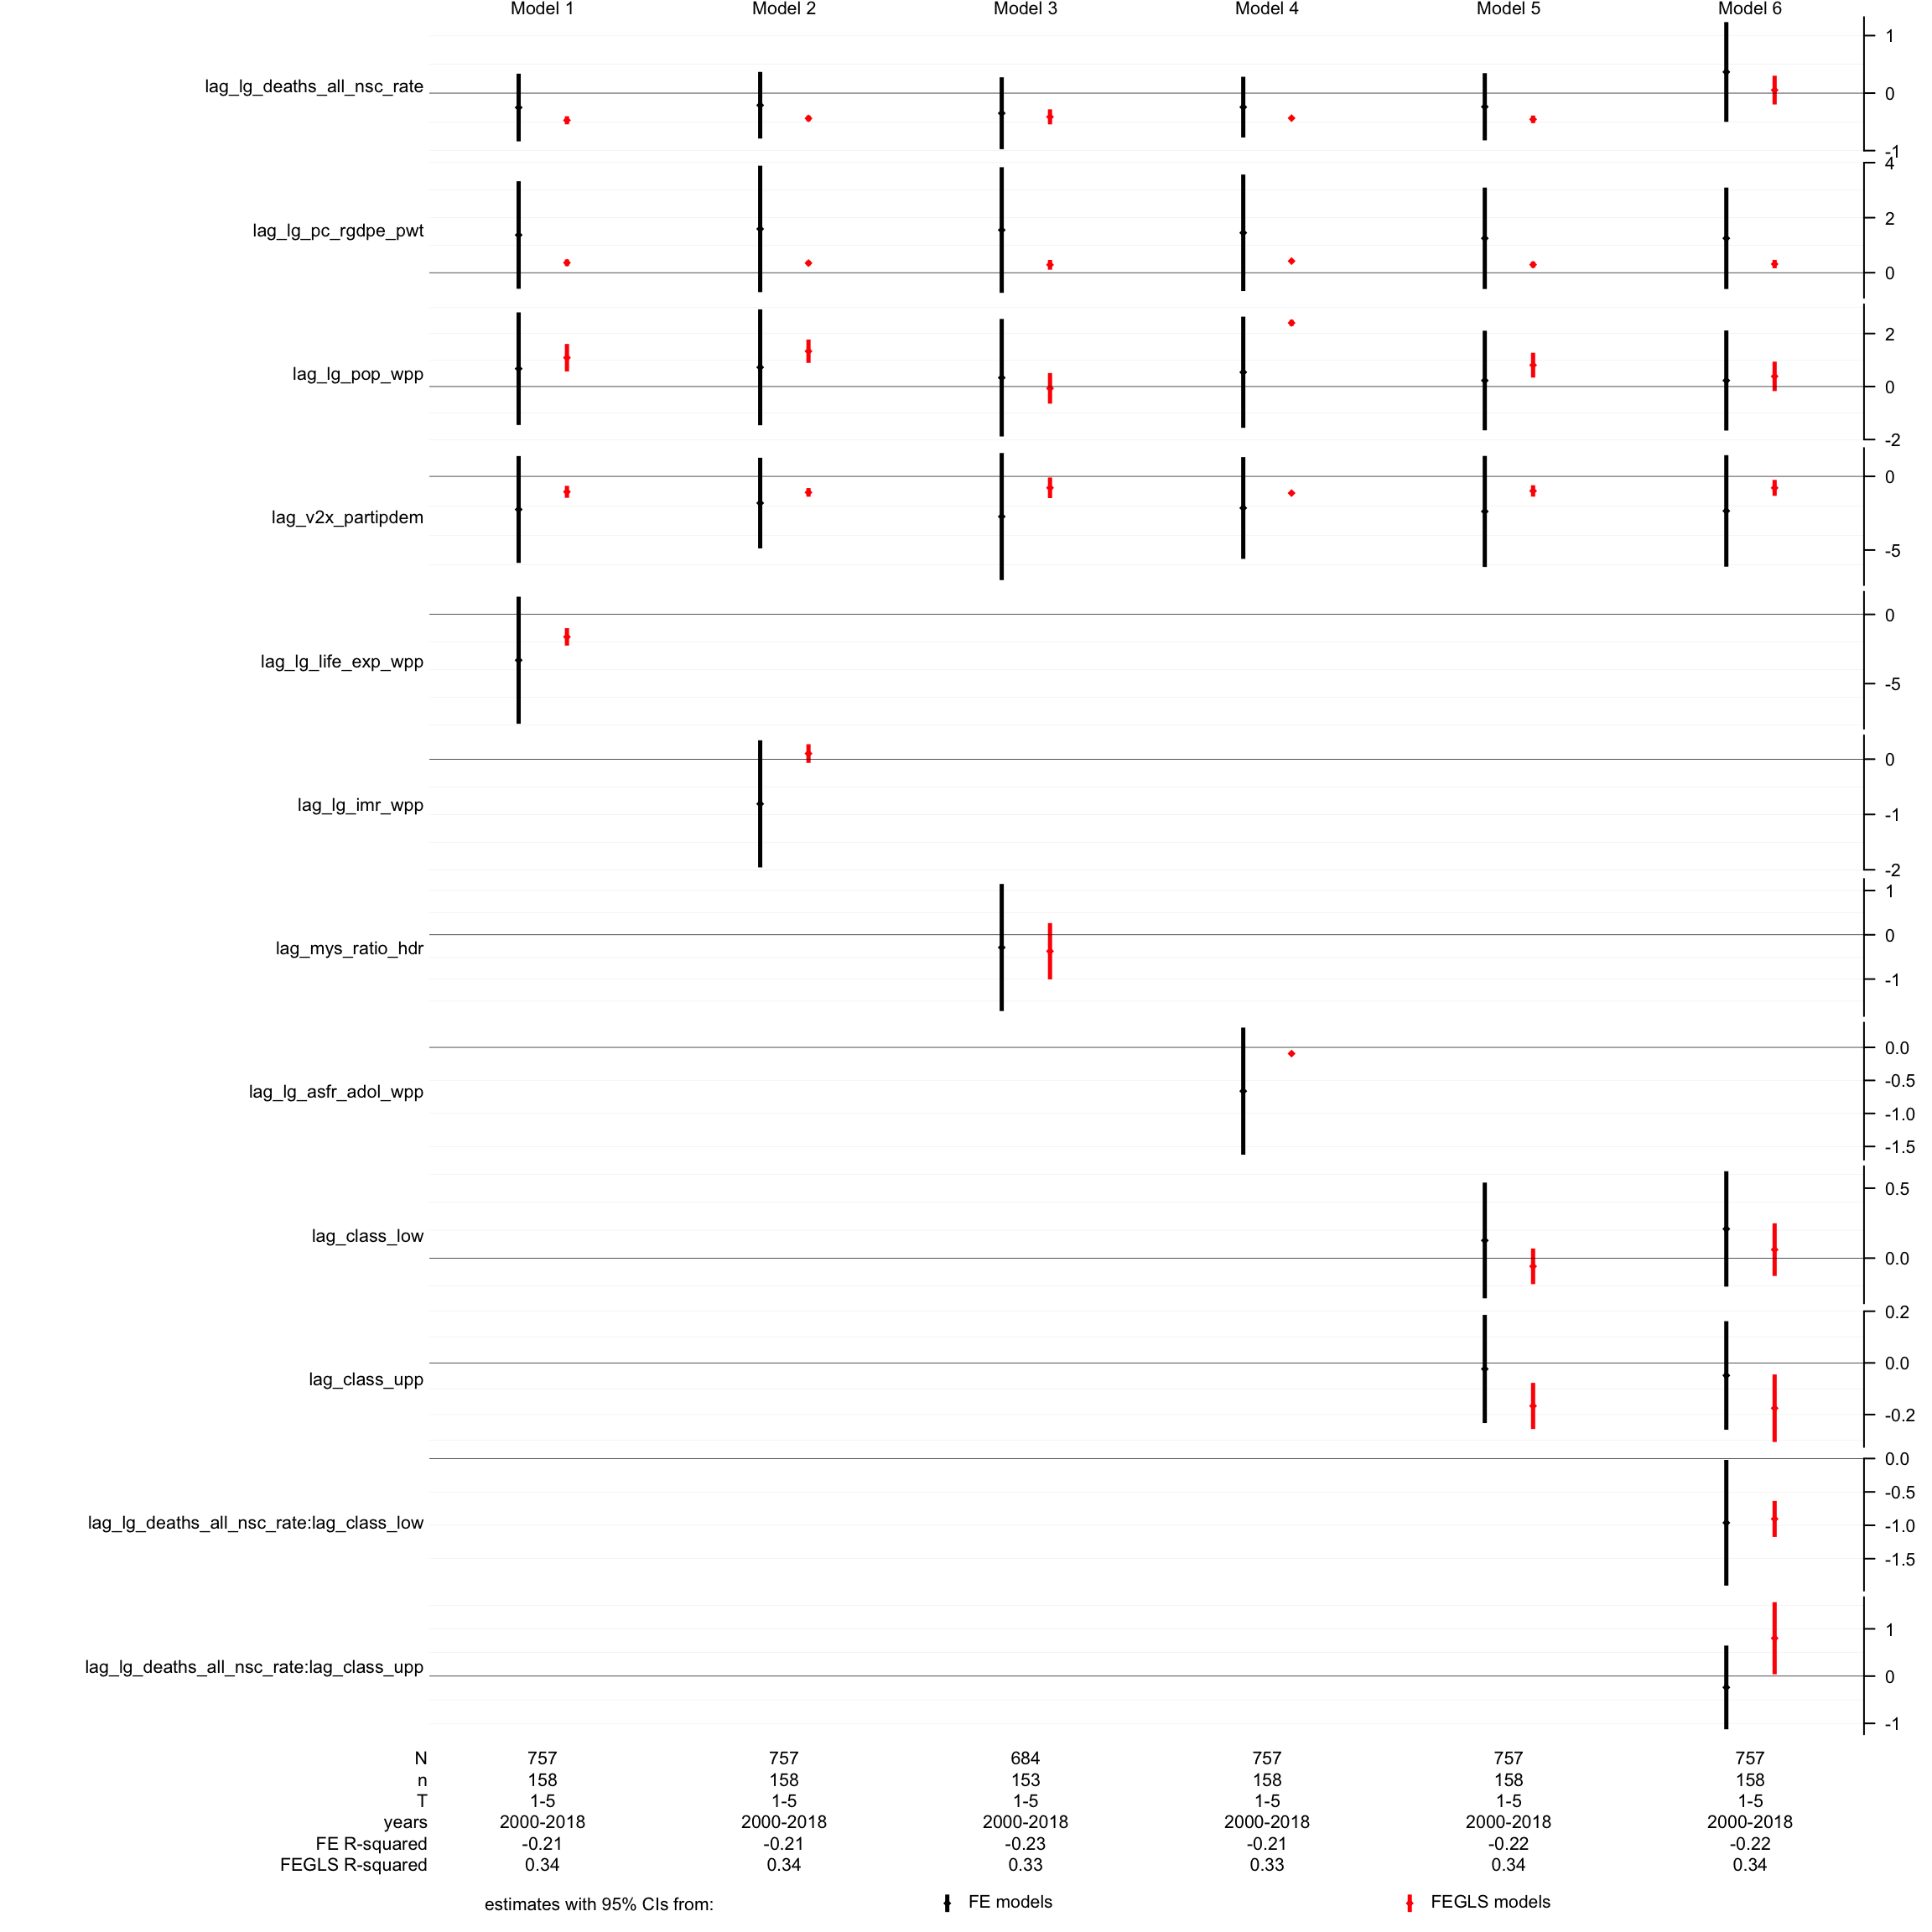 Model 1 Model 2 Model 3 Model 4 Model 5 Model 6
lag_lg_deaths_all_nsc_rate
1
0
-1
lag_lg_pc_rgdpe_pwt
4
2
0
lag_lg_pop_wpp
2
0
-2
lag_v2x_partipdem
0
-5
lag_lg_life_exp_wpp
0
-5
lag_lg_imr_wpp
0
-1
-2
lag_mys_ratio_hdr
1
0
-1
lag_lg_asfr_adol_wpp
0.0
-0.5
-1.0
-1.5
lag_class_low
0.5
0.0
lag_class_upp
0.2
0.0
-0.2
lag_lg_deaths_all_nsc_rate:lag_class_low
0.0
-0.5
-1.0
-1.5
lag_lg_deaths_all_nsc_rate:lag_class_upp
1
0
-1
N 757 757 684 757 757 757
n 158 158 153 158 158 158
T 1-5 1-5 1-5 1-5 1-5 1-5
years 2000-2018 2000-2018 2000-2018 2000-2018 2000-2018 2000-2018
FE R-squared -0.21 -0.21 -0.23 -0.21 -0.22 -0.22
FEGLS R-squared 0.34 0.34 0.33 0.33 0.34 0.34
estimates with 95% CIs from: FE models FEGLS models